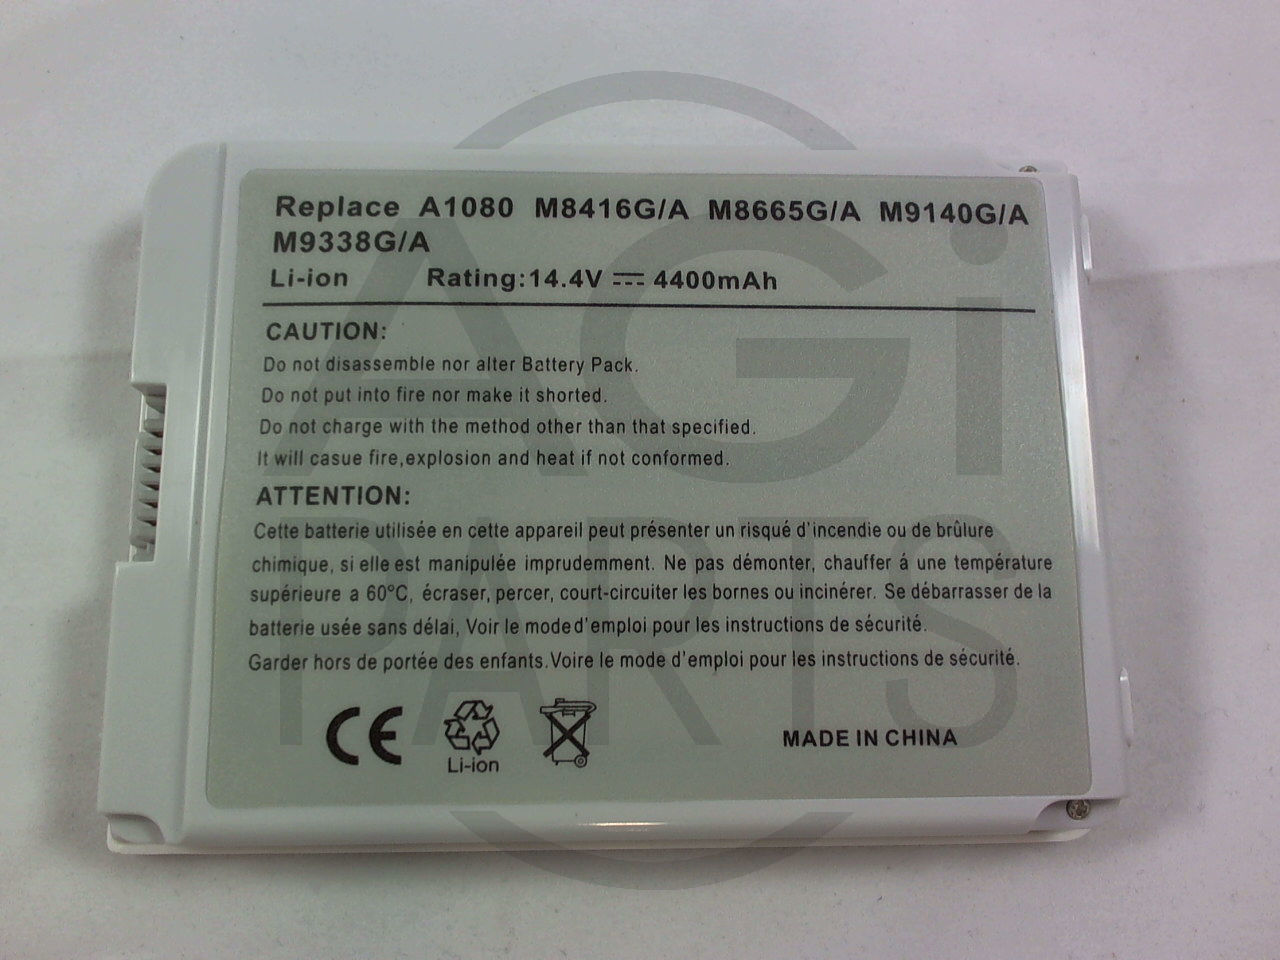 Replace A1080 M8416G/A M8665G/A M9140G/A
M9338G/A
Li-ion Rating:14.4V ⎓ 4400mAh
CAUTION:
Do not disassemble nor alter Battery Pack.
Do not put into fire nor make it shorted.
Do not charge with the method other than that specified.
It will casue fire,explosion and heat if not conformed.
ATTENTION:
Cette batterie utilisée en cette appareil peut présenter un risqué d'incendie ou de brûlure
chimique, si elle est manipulée imprudemment. Ne pas démonter, chauffer á une température
supérieure a 60°C, écraser, percer, court-circuiter les bornes ou incinérer. Se débarrasser de la
batterie usée sans délai, Voir le mode d'emploi pour les instructions de sécurité.
Garder hors de portée des enfants.Voire le mode d'emploi pour les instructions de sécurité.
CE
Li-ion
MADE IN CHINA
AGi
PARTS